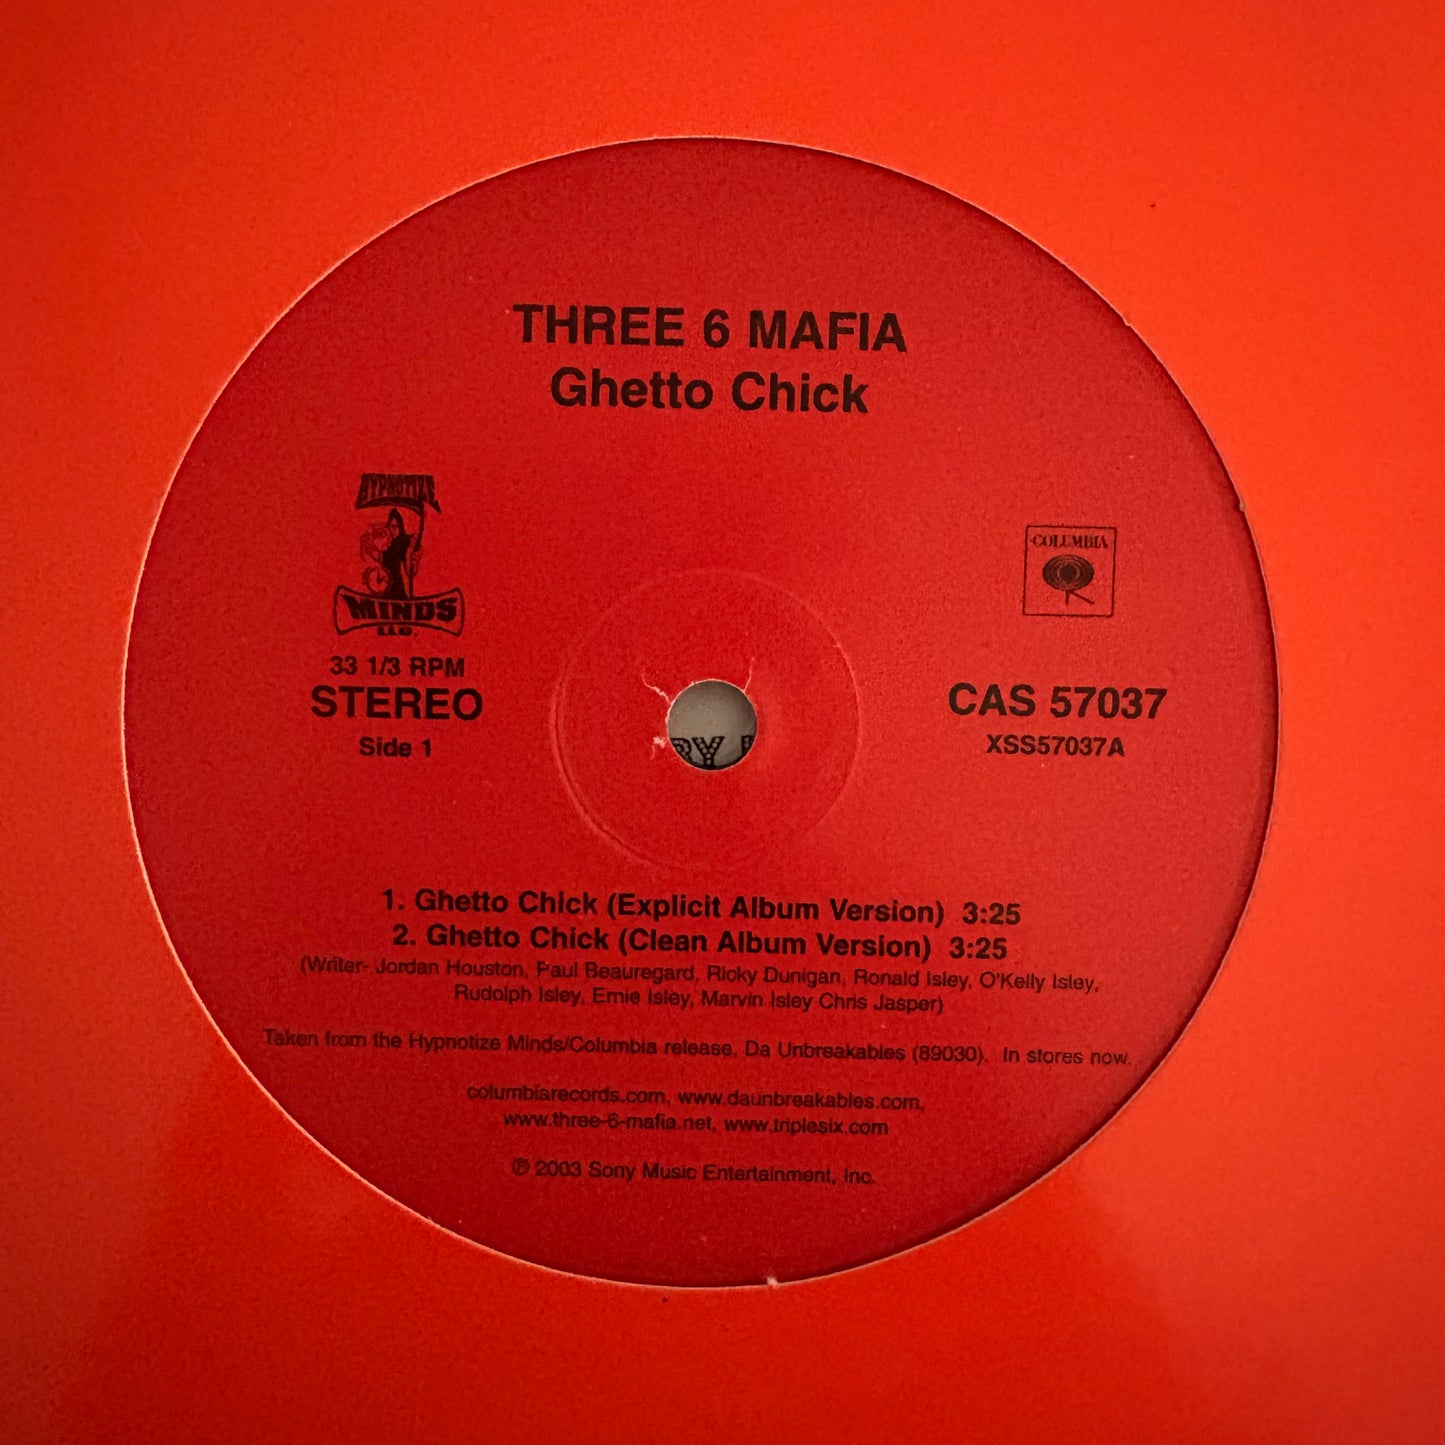 THREE 6 MAFIA
Ghetto Chick
HYPNOTIZE
MINDS
LLC.
COLUMBIA
33 1/3 RPM
STEREO
Side 1
CAS 57037
XSS57037A
RY
1. Ghetto Chick (Explicit Album Version) 3:25
2. Ghetto Chick (Clean Album Version) 3:25
(Writer- Jordan Houston, Paul Beauregard, Ricky Dunigan, Ronald Isley, O'Kelly Isley,
Rudolph Isley, Ernie Isley, Marvin Isley Chris Jasper)
Taken from the Hypnotize Minds/Columbia release, Da Unbreakables (89030). In stores now.
columbiarecords.com, www.daunbreakables.com,
www.three-6-mafia.net, www.triplesix.com
℗ 2003 Sony Music Entertainment, Inc.